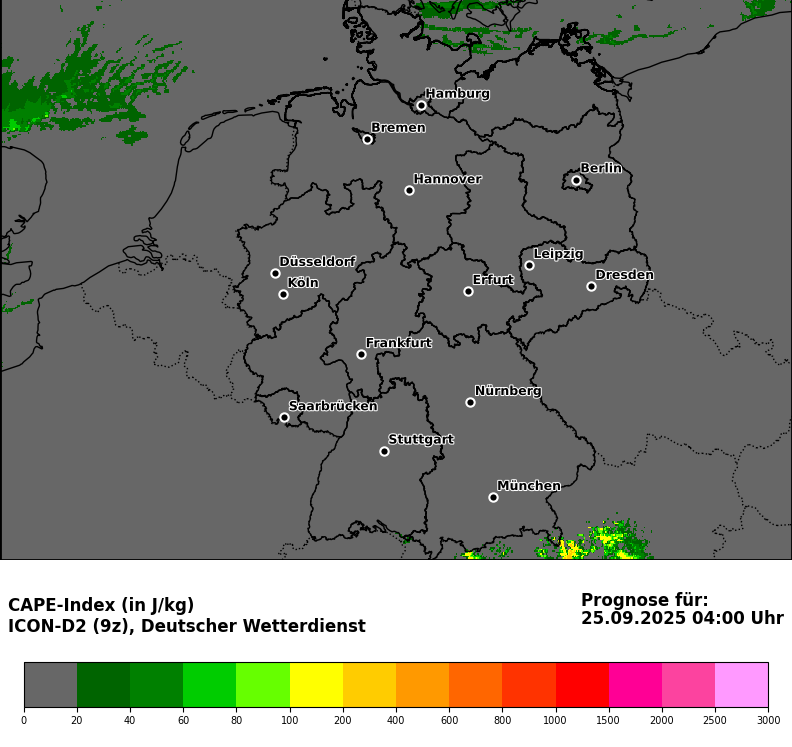 Hamburg
Bremen
Berlin
Hannover
Leipzig
Düsseldorf
Dresden
Köln
Erfurt
Frankfurt
Nürnberg
Saarbrücken
Stuttgart
München
CAPE-Index (in J/kg)
ICON-D2 (9z), Deutscher Wetterdienst
Prognose für:
25.09.2025 04:00 Uhr
0 20 40 60 80 100 200 400 600 800 1000 1500 2000 2500 3000